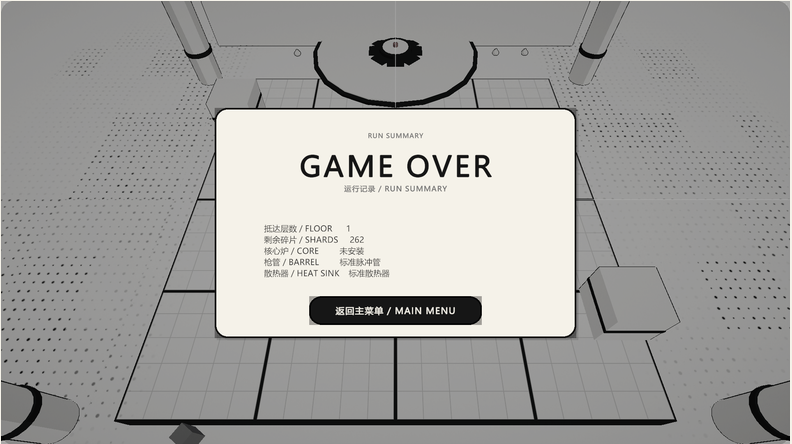 RUN SUMMARY
GAME OVER
运行记录 / RUN SUMMARY
抵达层数 / FLOOR 1
剩余碎片 / SHARDS 262
核心炉 / CORE 未安装
枪管 / BARREL 标准脉冲管
散热器 / HEAT SINK 标准散热器
返回主菜单 / MAIN MENU